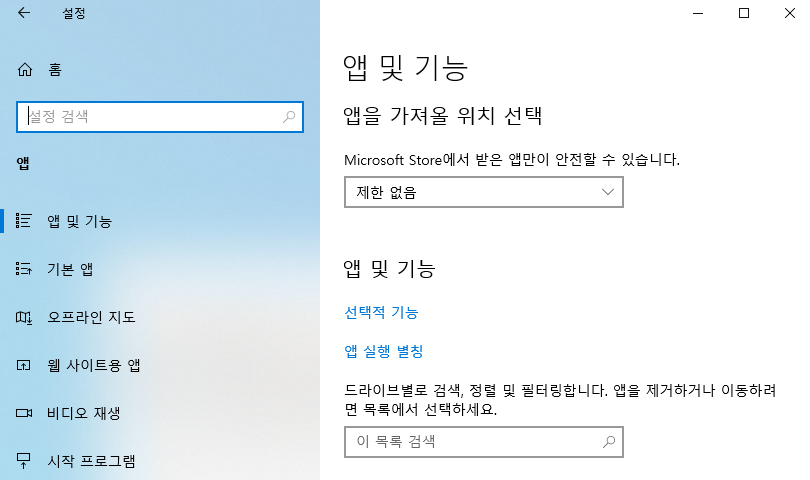 설정
홈
설정 검색
앱
앱 및 기능
기본 앱
오프라인 지도
웹 사이트용 앱
비디오 재생
시작 프로그램
앱 및 기능
앱을 가져올 위치 선택
Microsoft Store에서 받은 앱만이 안전할 수 있습니다.
제한 없음
앱 및 기능
선택적 기능
앱 실행 별칭
드라이브별로 검색, 정렬 및 필터링합니다. 앱을 제거하거나 이동하려
면 목록에서 선택하세요.
이 목록 검색